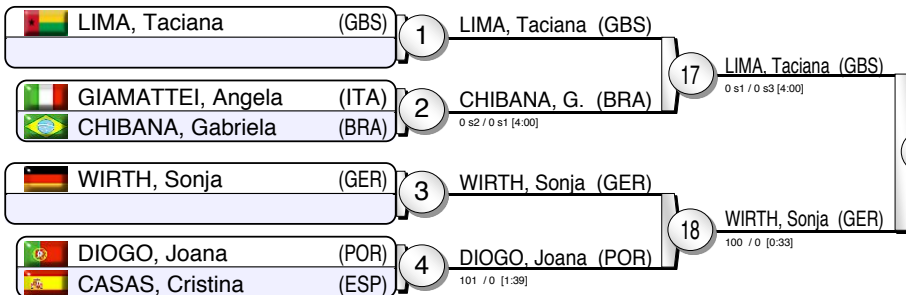 LIMA, Taciana (GBS)
1
LIMA, Taciana (GBS)
GIAMATTEI, Angela (ITA)
CHIBANA, Gabriela (BRA)
2
CHIBANA, G. (BRA)
0 s2 / 0 s1 [4:00]
17
LIMA, Taciana (GBS)
0 s1 / 0 s3 [4:00]
WIRTH, Sonja (GER)
3
WIRTH, Sonja (GER)
DIOGO, Joana (POR)
CASAS, Cristina (ESP)
4
DIOGO, Joana (POR)
101 / 0 [1:39]
18
WIRTH, Sonja (GER)
100 / 0 [0:33]